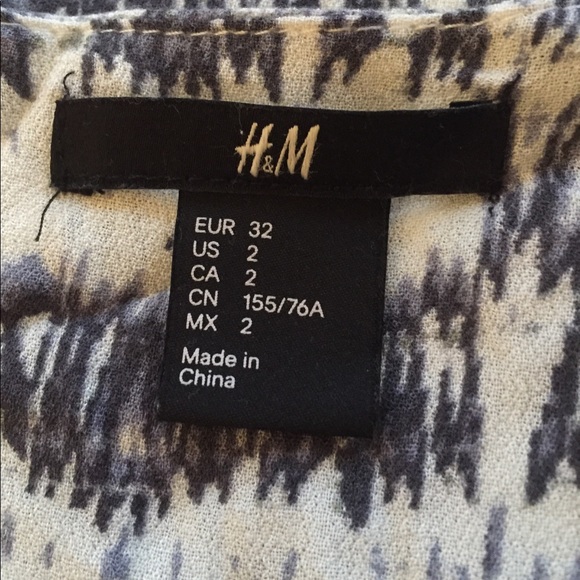 H&M
EUR 32
US 2
CA 2
CN 155/76A
MX 2
Made in
China